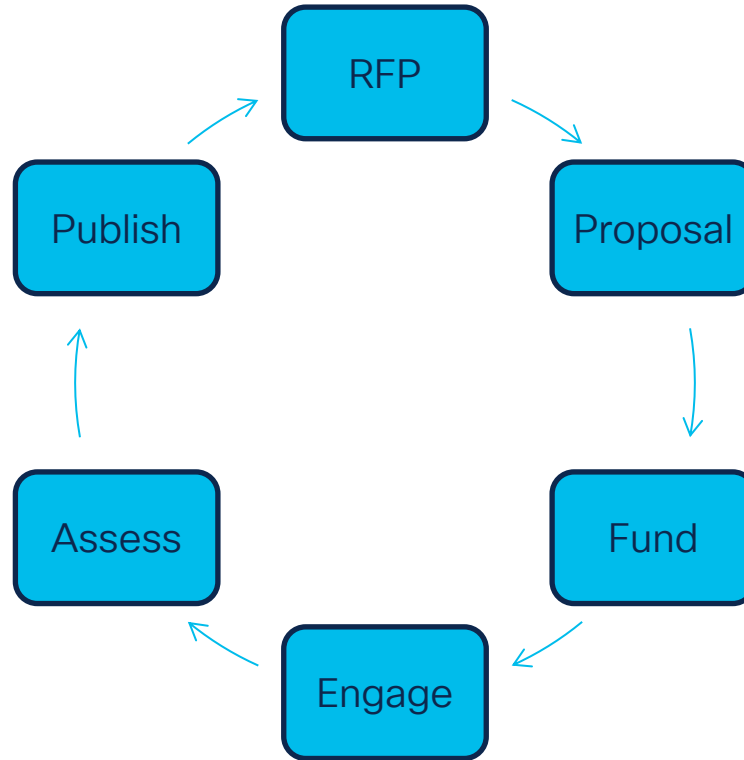 RFP
Proposal
Fund
Engage
Assess
Publish